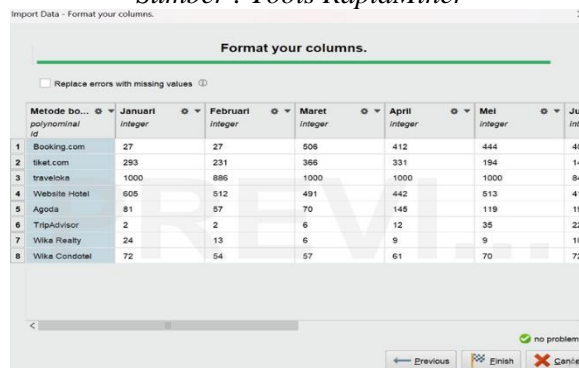 Sumber : Tools RapidMiner
Import Data - Format your columns.
Format your columns.
Replace errors with missing values
Metode bo... Januari Februari Maret April Mei Ju
polynominal integer integer integer integer integer int
id
1 Booking.com 27 27 506 412 444
2 tiket.com 293 231 366 331 194
3 traveloka 1000 886 1000 1000 1000
4 Website Hotel 605 512 491 442 513
5 Agoda 81 57 70 145 119
6 TripAdvisor 2 2 6 12 35
7 Wika Realty 24 13 6 9 9
8 Wika Condotel 72 54 57 61 70
PREVI...
no problem
Previous Finish Cance